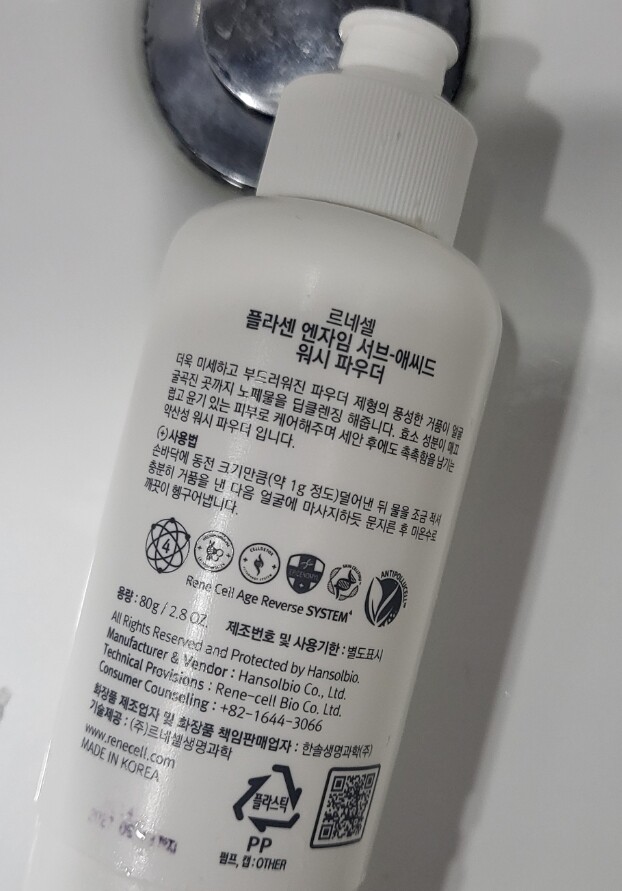 르네셀
플라센 엔자임 서브-애씨드
워시 파우더
더욱 미세하고 부드러워진 파우더 제형의 풍성한 거품이 얼굴
굴곡진 곳까지 노폐물을 딥클렌징 해줍니다. 효소 성분이 매끄
럽고 윤기 있는 피부로 케어해주며 세안 후에도 촉촉함을 남기는
약산성 워시 파우더 입니다.
사용법
손바닥에 동전 크기만큼(약 1g 정도)덜어낸 뒤 물을 조금 적셔
충분히 거품을 낸 다음 얼굴에 마사지하듯 문지른 후 미온수로
깨끗이 헹구어냅니다.
4
ANTIPOLLUTION
Rene Cell Age Reverse SYSTEM⁴
용량 : 80g / 2.8 OZ. 제조번호 및 사용기한 : 별도표시
All Rights Reserved and Protected by Hansolbio.
Manufacturer & Vendor : Hansolbio Co., Ltd.
Technical Provisions : Rene-cell Bio Co. Ltd.
Consumer Counseling : +82-1644-3066
화장품 제조업자 및 화장품 책임판매업자 : 한솔생명과학(주)
기술제공 : (주)르네셀생명과학
www.renecell.com
MADE IN KOREA
플라스틱
PP
펌프, 캡 : OTHER